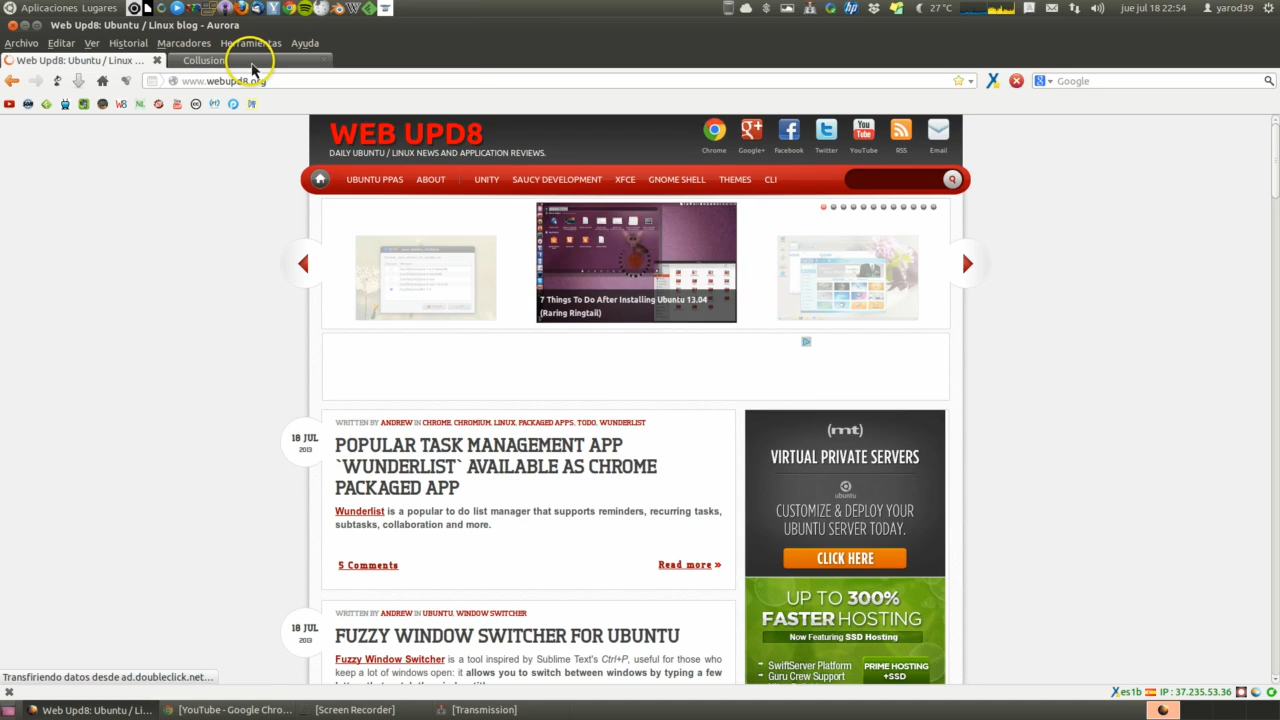 Aplicaciones Lugares
27 °C
jue jul 18 22:54
Web Upd8: Ubuntu / Linux blog - Aurora
Archivo Editar Ver Historial Marcadores Herramientas Ayuda
Web Upd8: Ubuntu / Linux ...
Collusion
www.webupd8.org
Google
WEB UPD8
DAILY UBUNTU / LINUX NEWS AND APPLICATION REVIEWS.
Chrome Google+ Facebook Twitter YouTube RSS Email
UBUNTU PPAS ABOUT UNITY SAUCY DEVELOPMENT XFCE GNOME SHELL THEMES CLI
7 Things To Do After Installing Ubuntu 13.04
(Raring Ringtail)
18 JUL
2013
WRITTEN BY ANDREW IN CHROME, CHROMIUM, LINUX, PACKAGED APPS, TODO, WUNDERLIST
POPULAR TASK MANAGEMENT APP
`WUNDERLIST` AVAILABLE AS CHROME
PACKAGED APP
Wunderlist is a popular to do list manager that supports reminders, recurring tasks,
subtasks, collaboration and more.
5 Comments
Read more »
18 JUL
2013
WRITTEN BY ANDREW IN UBUNTU, WINDOW SWITCHER
FUZZY WINDOW SWITCHER FOR UBUNTU
Fuzzy Window Switcher is a tool inspired by Sublime Text's Ctrl+P, useful for those who
keep a lot of windows open: it allows you to switch between windows by typing a few
(mt)
VIRTUAL PRIVATE SERVERS
ubuntu
CUSTOMIZE & DEPLOY YOUR
UBUNTU SERVER TODAY.
CLICK HERE
UP TO 300%
FASTER HOSTING
Now Featuring SSD Hosting
SwiftServer Platform
Guru Crew Support
PRIME HOSTING
+SSD
Transfiriendo datos desde ad.doubleclick.net...
es1b
IP : 37.235.53.36
Web Upd8: Ubuntu / Li...
[YouTube - Google Chro...
[Screen Recorder]
[Transmission]